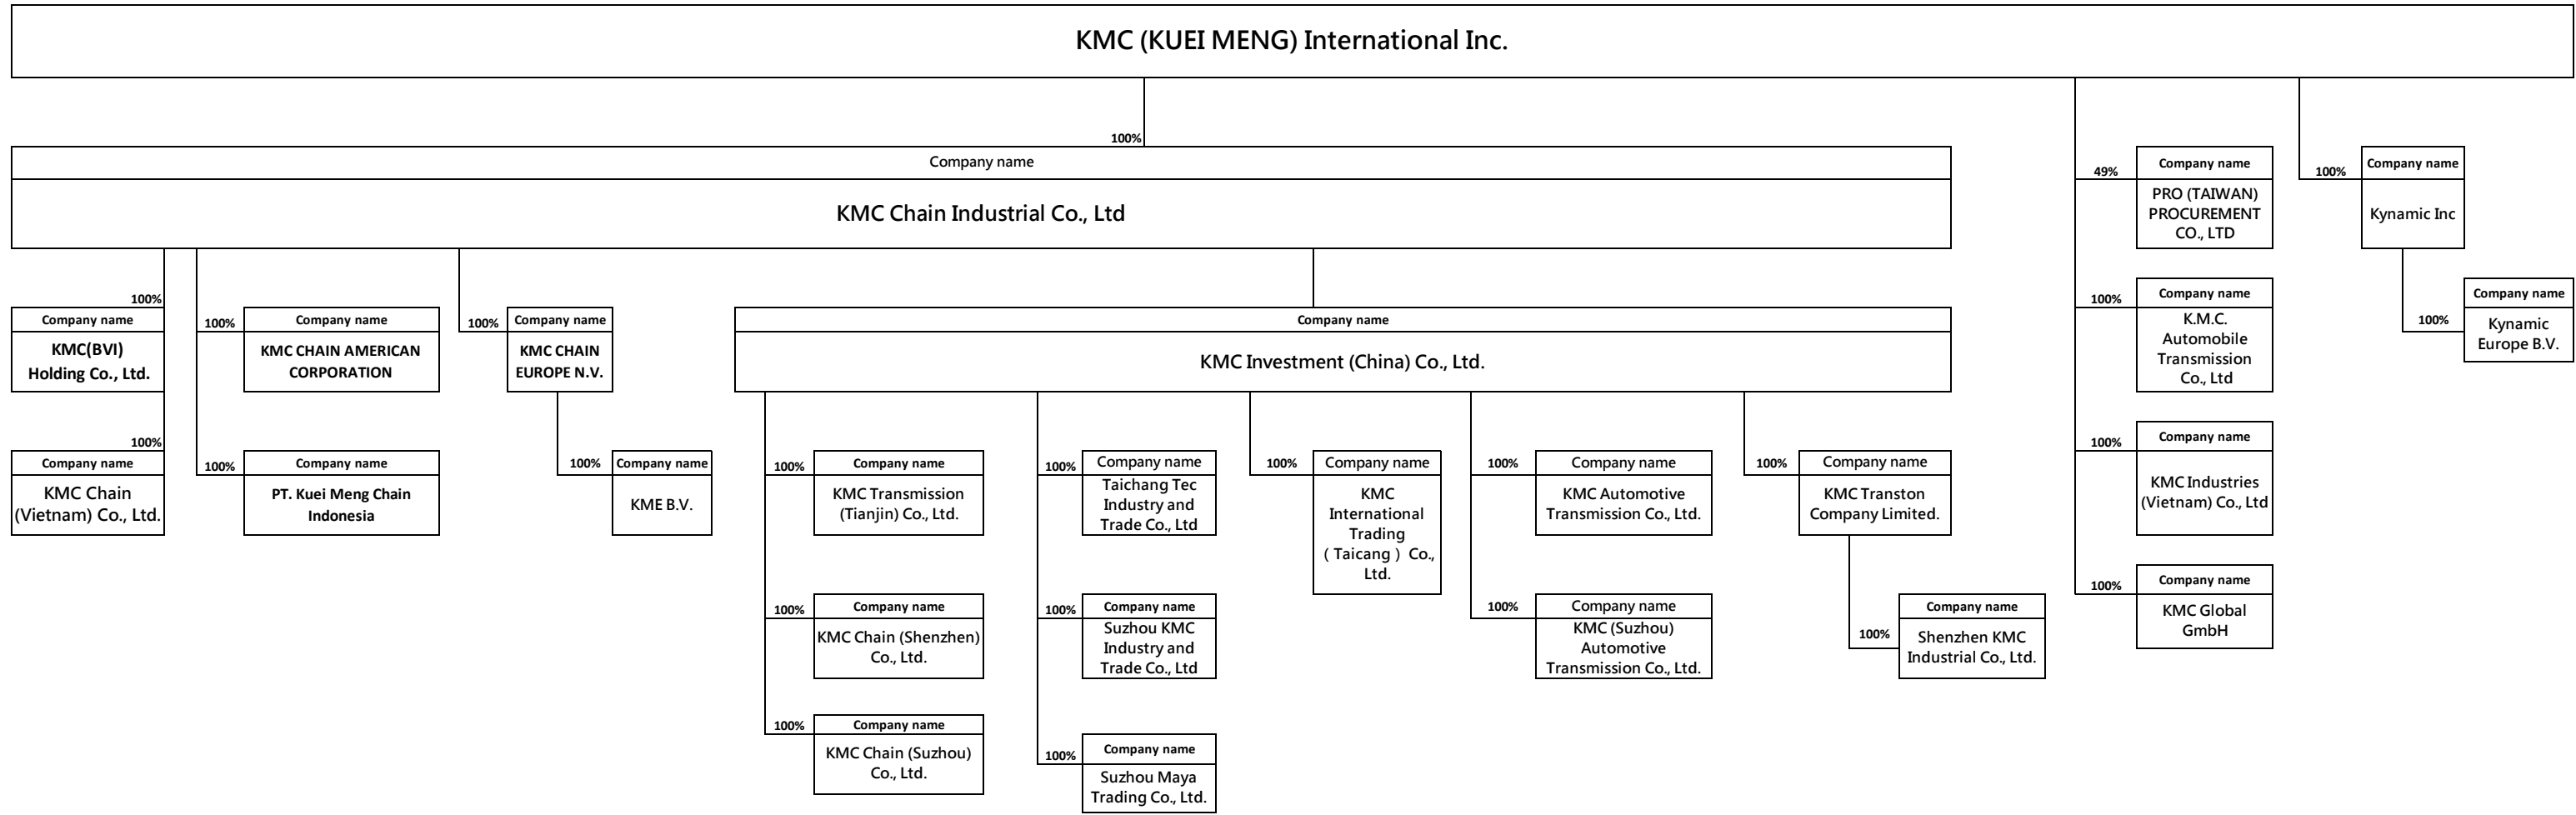 KMC (KUEI MENG) International Inc.
100%
Company name
KMC Chain Industrial Co., Ltd
49%
Company name
PRO (TAIWAN)
PROCUREMENT
CO., LTD
100%
Company name
Kynamic Inc
100%
Company name
KMC(BVI)
Holding Co., Ltd.
100%
Company name
KMC CHAIN AMERICAN
CORPORATION
100%
Company name
KMC CHAIN
EUROPE N.V.
Company name
KMC Investment (China) Co., Ltd.
100%
Company name
K.M.C.
Automobile
Transmission
Co., Ltd
100%
Company name
Kynamic
Europe B.V.
100%
Company name
KMC Chain
(Vietnam) Co., Ltd.
100%
Company name
PT. Kuei Meng Chain
Indonesia
100%
Company name
KME B.V.
100%
Company name
KMC Transmission
(Tianjin) Co., Ltd.
100%
Company name
Taichang Tec
Industry and
Trade Co., Ltd
100%
Company name
KMC
International
Trading
( Taicang ) Co.,
Ltd.
100%
Company name
KMC Automotive
Transmission Co., Ltd.
100%
Company name
KMC Transton
Company Limited.
100%
Company name
KMC Industries
(Vietnam) Co., Ltd
100%
Company name
KMC Chain (Shenzhen)
Co., Ltd.
100%
Company name
Suzhou KMC
Industry and
Trade Co., Ltd
100%
Company name
KMC (Suzhou)
Automotive
Transmission Co., Ltd.
100%
Company name
Shenzhen KMC
Industrial Co., Ltd.
100%
Company name
KMC Global
GmbH
100%
Company name
KMC Chain (Suzhou)
Co., Ltd.
100%
Company name
Suzhou Maya
Trading Co., Ltd.